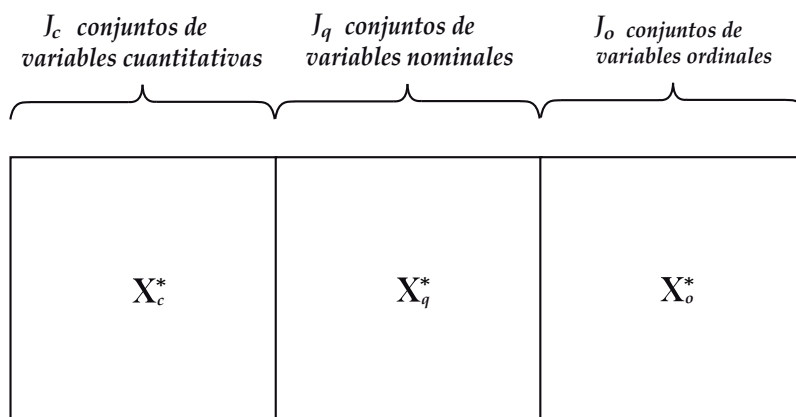 J_c conjuntos de
variables cuantitativas
J_q conjuntos de
variables nominales
J_o conjuntos de
variables ordinales
X*_c
X*_q
X*_o